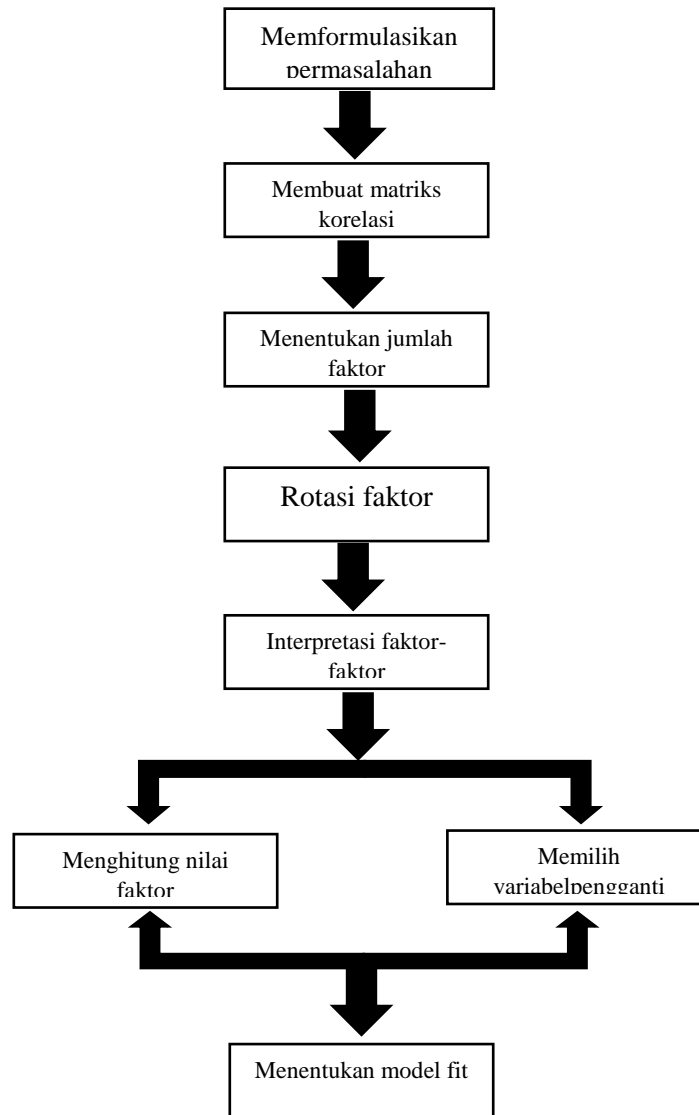 Memformulasikan
permasalahan
Membuat matriks
korelasi
Menentukan jumlah
faktor
Rotasi faktor
Interpretasi faktor-
faktor
Menghitung nilai
faktor
Memilih
variabelpengganti
Menentukan model fit